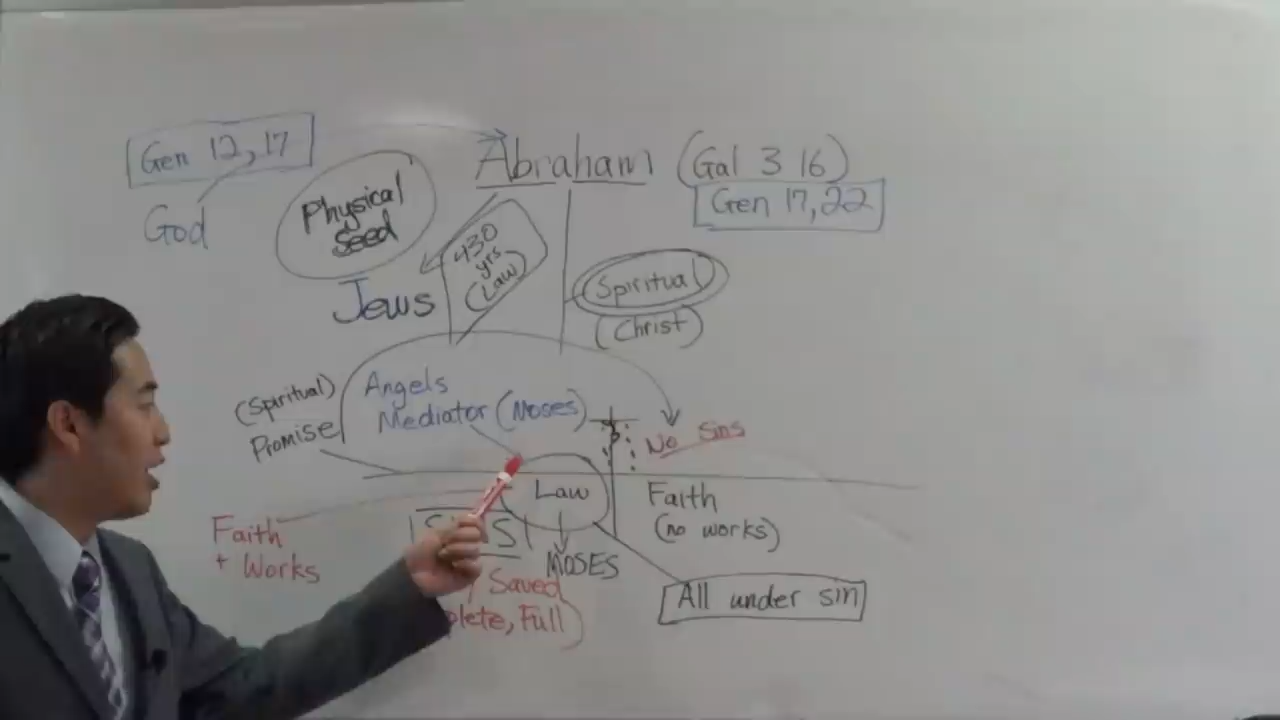 Gen 12,17
Abraham
(Gal 3 16)
Gen 17,22
God
Physical
Seed
430
yrs
(Law)
Jews
Spiritual
(Christ)
(Spiritual)
Promise
Angels
Mediator (Moses)
No Sins
Law
Faith
(no works)
Faith
+ Works
MOSES
Saved
Full)
All under sin